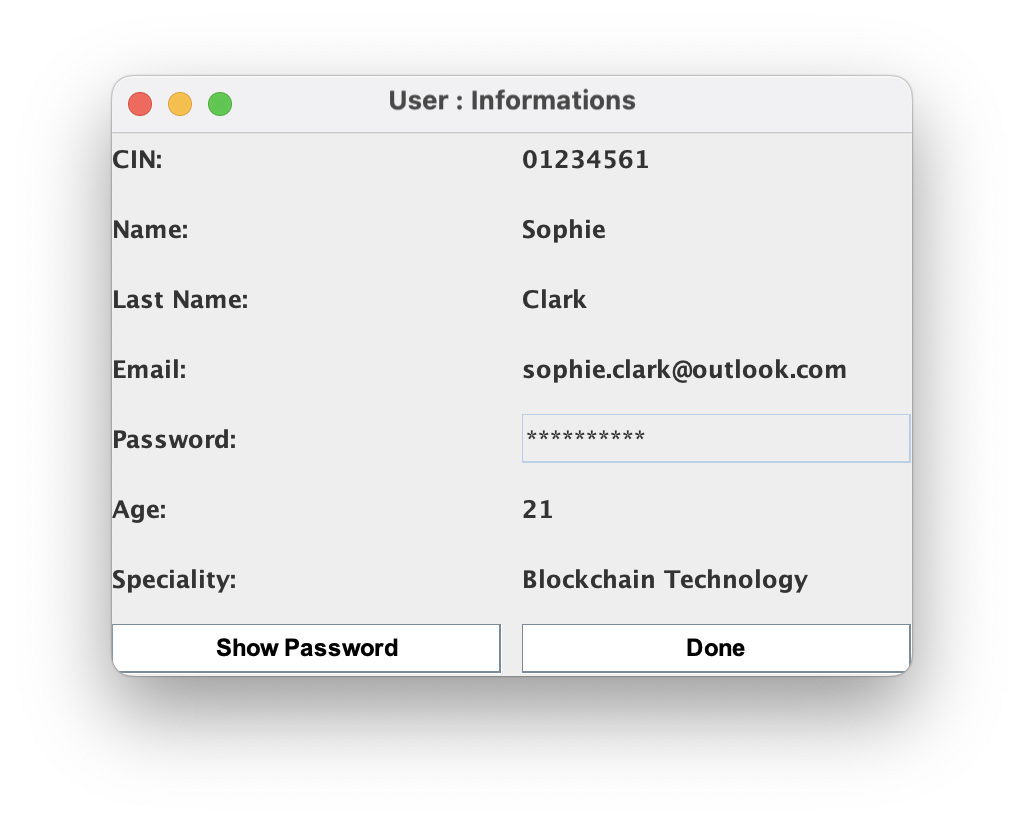 User : Informations
CIN: 01234561
Name: Sophie
Last Name: Clark
Email: sophie.clark@outlook.com
Password: **********
Age: 21
Speciality: Blockchain Technology
Show Password Done